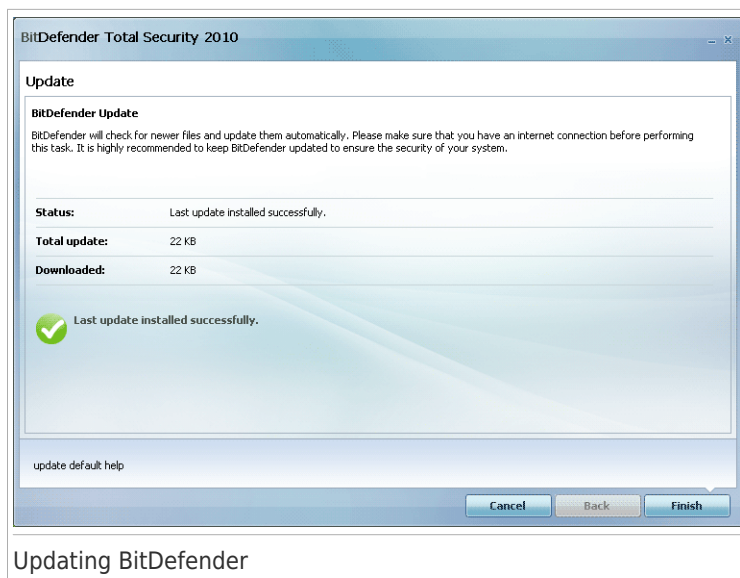 BitDefender Total Security 2010
Update
BitDefender Update
BitDefender will check for newer files and update them automatically. Please make sure that you have an internet connection before performing
this task. It is highly recommended to keep BitDefender updated to ensure the security of your system.
Status: Last update installed successfully.
Total update: 22 KB
Downloaded: 22 KB
Last update installed successfully.
update default help
Cancel Back Finish
Updating BitDefender